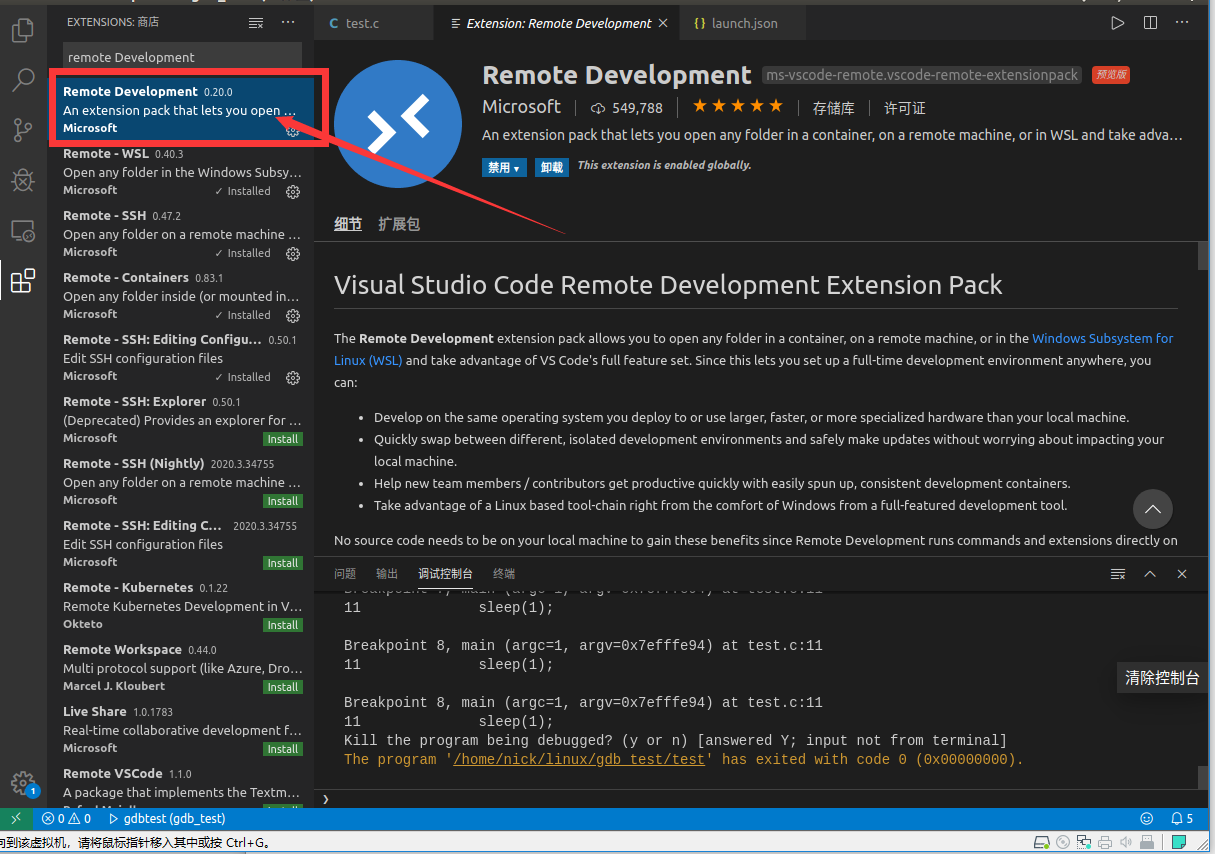 EXTENSIONS: 商店
remote Development
Remote Development 0.20.0
An extension pack that lets you open ...
Microsoft
Remote - WSL 0.40.3
Open any folder in the Windows Subsy...
Microsoft ✓ Installed
Remote - SSH 0.47.2
Open any folder on a remote machine ...
Microsoft ✓ Installed
Remote - Containers 0.83.1
Open any folder inside (or mounted in...
Microsoft ✓ Installed
Remote - SSH: Editing Configu... 0.50.1
Edit SSH configuration files
Microsoft ✓ Installed
Remote - SSH: Explorer 0.50.1
(Deprecated) Provides an explorer for ...
Microsoft Install
Remote - SSH (Nightly) 2020.3.34755
Open any folder on a remote machine ...
Microsoft Install
Remote - SSH: Editing C... 2020.3.34755
Edit SSH configuration files
Microsoft Install
Remote - Kubernetes 0.1.22
Remote Kubernetes Development in V...
Okteto Install
Remote Workspace 0.44.0
Multi protocol support (like Azure, Dro...
Marcel J. Kloubert Install
Live Share 1.0.1783
Real-time collaborative development f...
Microsoft Install
Remote VSCode 1.1.0
A package that implements the Textm...
C test.c
Extension: Remote Development ×
{} launch.json
Remote Development ms-vscode-remote.vscode-remote-extensionpack 预览版
Microsoft 549,788 ★★★★★ 存储库 许可证
An extension pack that lets you open any folder in a container, on a remote machine, or in WSL and take adva...
禁用 ▾ 卸载 This extension is enabled globally.
细节 扩展包
Visual Studio Code Remote Development Extension Pack
The Remote Development extension pack allows you to open any folder in a container, on a remote machine, or in the Windows Subsystem for
Linux (WSL) and take advantage of VS Code's full feature set. Since this lets you set up a full-time development environment anywhere, you
can:
• Develop on the same operating system you deploy to or use larger, faster, or more specialized hardware than your local machine.
• Quickly swap between different, isolated development environments and safely make updates without worrying about impacting your
local machine.
• Help new team members / contributors get productive quickly with easily spun up, consistent development containers.
• Take advantage of a Linux based tool-chain right from the comfort of Windows from a full-featured development tool.
No source code needs to be on your local machine to gain these benefits since Remote Development runs commands and extensions directly on
问题 输出 调试控制台 终端
Breakpoint 7, main (argc=1, argv=0x7efffe94) at test.c:11
11 sleep(1);
Breakpoint 8, main (argc=1, argv=0x7efffe94) at test.c:11
11 sleep(1);
Breakpoint 8, main (argc=1, argv=0x7efffe94) at test.c:11
11 sleep(1);
Kill the program being debugged? (y or n) [answered Y; input not from terminal]
The program '/home/nick/linux/gdb_test/test' has exited with code 0 (0x00000000).
清除控制台
❯
1
0 0 gdbtest (gdb_test) 5
到该虚拟机，请将鼠标指针移入其中或按 Ctrl+G。